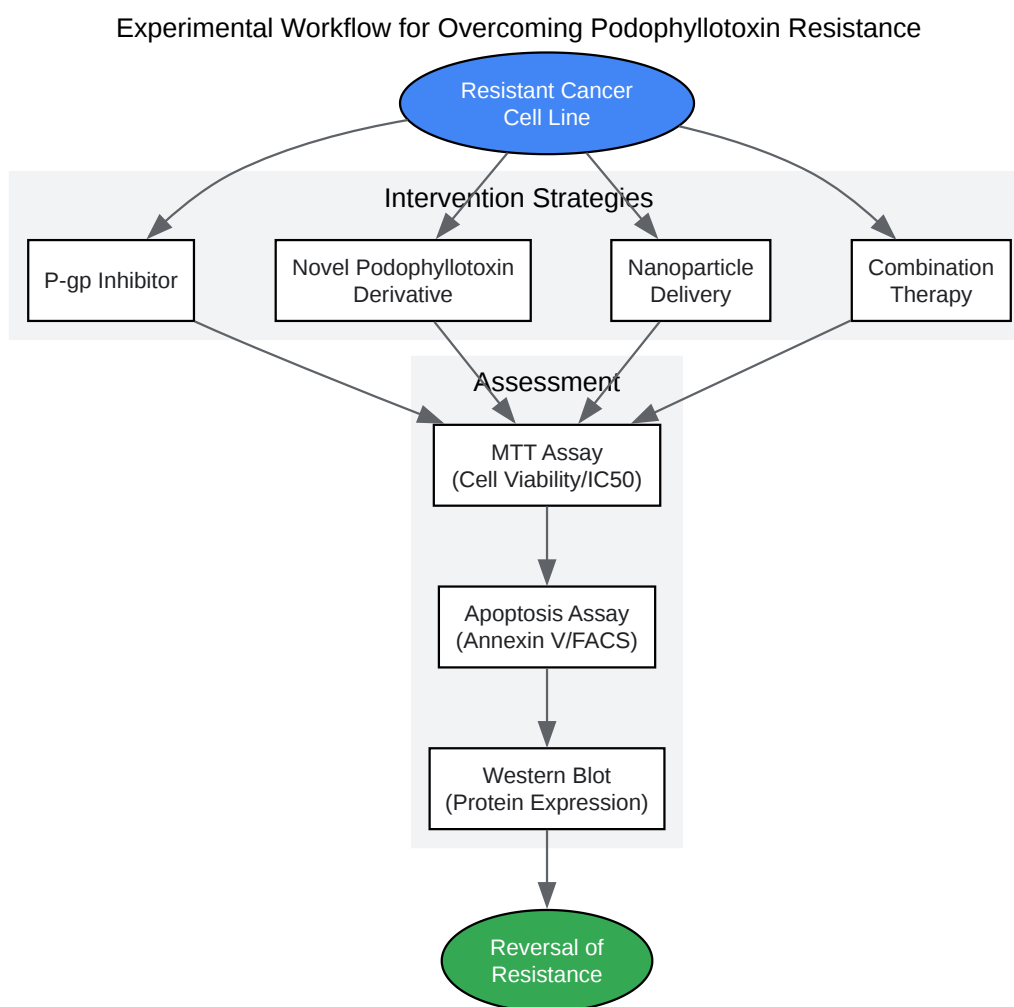 Experimental Workflow for Overcoming Podophyllotoxin Resistance
Resistant Cancer
Cell Line
Intervention Strategies
P-gp Inhibitor
Novel Podophyllotoxin
Derivative
Nanoparticle
Delivery
Combination
Therapy
Assessment
MTT Assay
(Cell Viability/IC50)
Apoptosis Assay
(Annexin V/FACS)
Western Blot
(Protein Expression)
Reversal of
Resistance